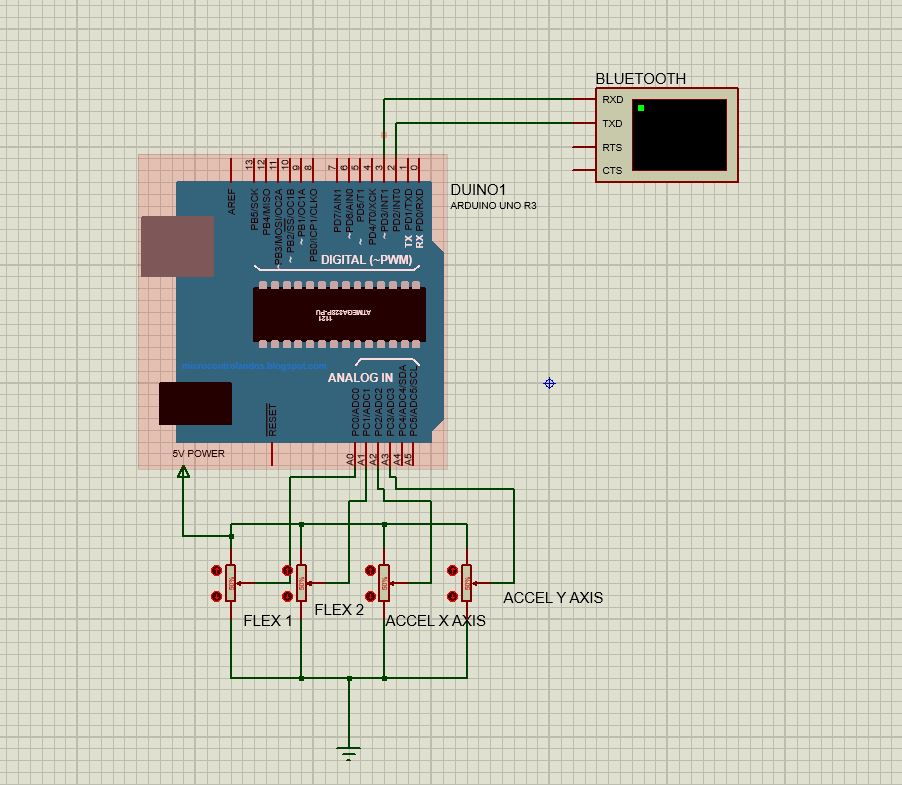 BLUETOOTH
RXD
TXD
RTS
CTS
DUINO1
ARDUINO UNO R3
13
12
11
10
9
8
7
6
5
4
3
2
1
0
AREF
PB5/SCK
PB4/MISO
~PB3/MOSI/OC2A
~PB2/SS/OC1B
~PB1/OC1A
PB0/ICP1/CLKO
PD7/AIN1
~PD6/AIN0
~PD5/T1
PD4/T0/XCK
~PD3/INT1
PD2/INT0
TX PD1/TXD
RX PD0/RXD
DIGITAL (~PWM)
ATMEGA328P-PU
1121
microcontrolandos.blogspot.com
ANALOG IN
RESET
PC0/ADC0
PC1/ADC1
PC2/ADC2
PC3/ADC3
PC4/ADC4/SDA
PC5/ADC5/SCL
A0
A1
A2
A3
A4
A5
5V POWER
50%
50%
50%
50%
FLEX 1
FLEX 2
ACCEL X AXIS
ACCEL Y AXIS